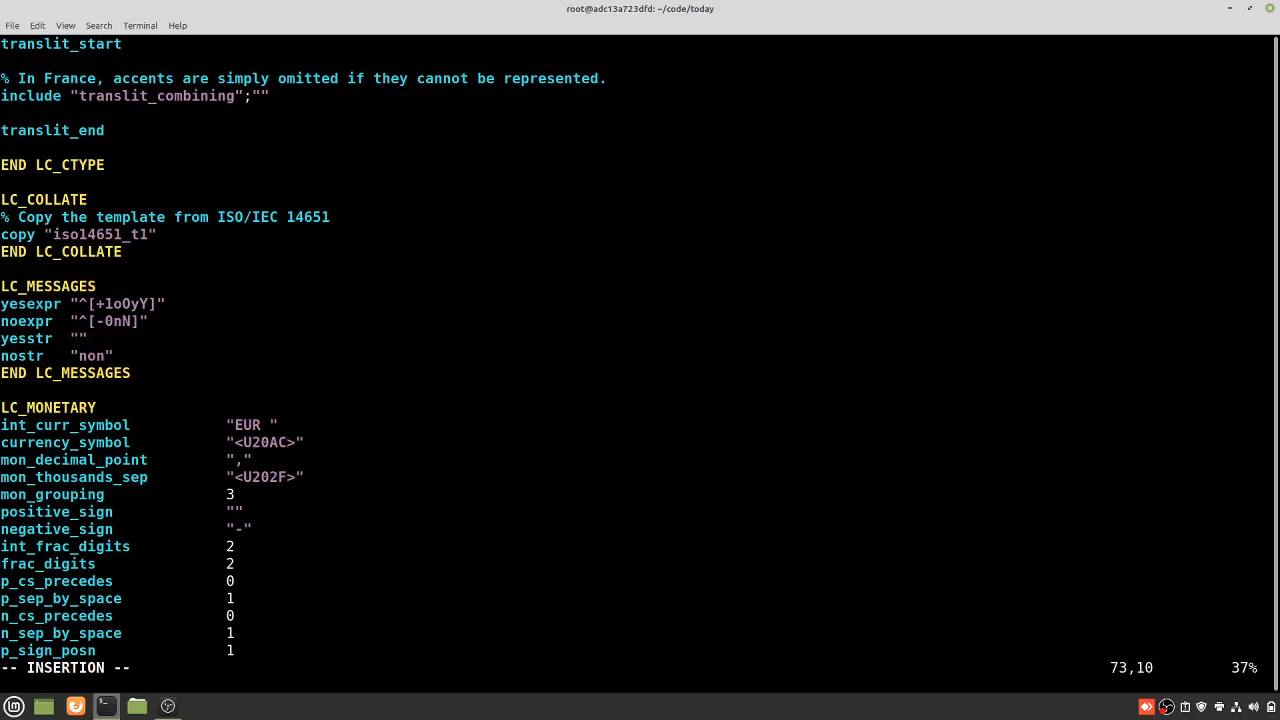 root@adc13a723dfd: ~/code/today
File Edit View Search Terminal Help
translit_start
% In France, accents are simply omitted if they cannot be represented.
include "translit_combining";""
translit_end
END LC_CTYPE
LC_COLLATE
% Copy the template from ISO/IEC 14651
copy "iso14651_t1"
END LC_COLLATE
LC_MESSAGES
yesexpr "^[+1oOyY]"
noexpr "^[-0nN]"
yesstr ""
nostr "non"
END LC_MESSAGES
LC_MONETARY
int_curr_symbol "EUR "
currency_symbol "<U20AC>"
mon_decimal_point ","
mon_thousands_sep "<U202F>"
mon_grouping 3
positive_sign ""
negative_sign "-"
int_frac_digits 2
frac_digits 2
p_cs_precedes 0
p_sep_by_space 1
n_cs_precedes 0
n_sep_by_space 1
p_sign_posn 1
-- INSERTION -- 73,10 37%